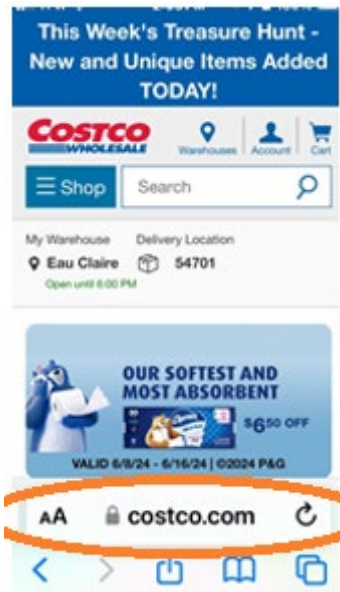 This Week's Treasure Hunt -
New and Unique Items Added
TODAY!
COSTCO
WHOLESALE
Warehouses Account Cart
Shop Search
My Warehouse Delivery Location
Eau Claire 54701
Open until 6:00 PM
OUR SOFTEST AND
MOST ABSORBENT
$6⁵⁰ OFF
VALID 6/8/24 - 6/16/24 | ©2024 P&G
AA costco.com